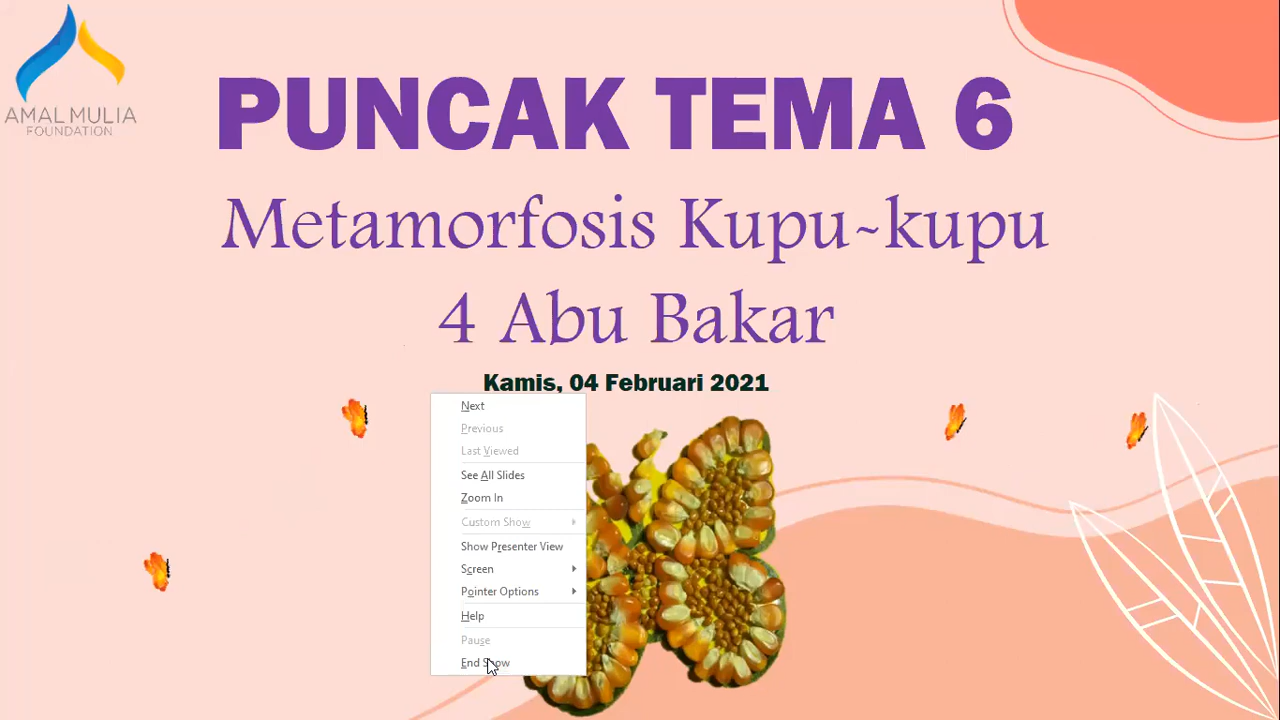 AMAL MULIA
FOUNDATION
PUNCAK TEMA 6
Metamorfosis Kupu-kupu
4 Abu Bakar
Kamis, 04 Februari 2021
Next
Previous
Last Viewed
See All Slides
Zoom In
Custom Show
Show Presenter View
Screen
Pointer Options
Help
Pause
End Show